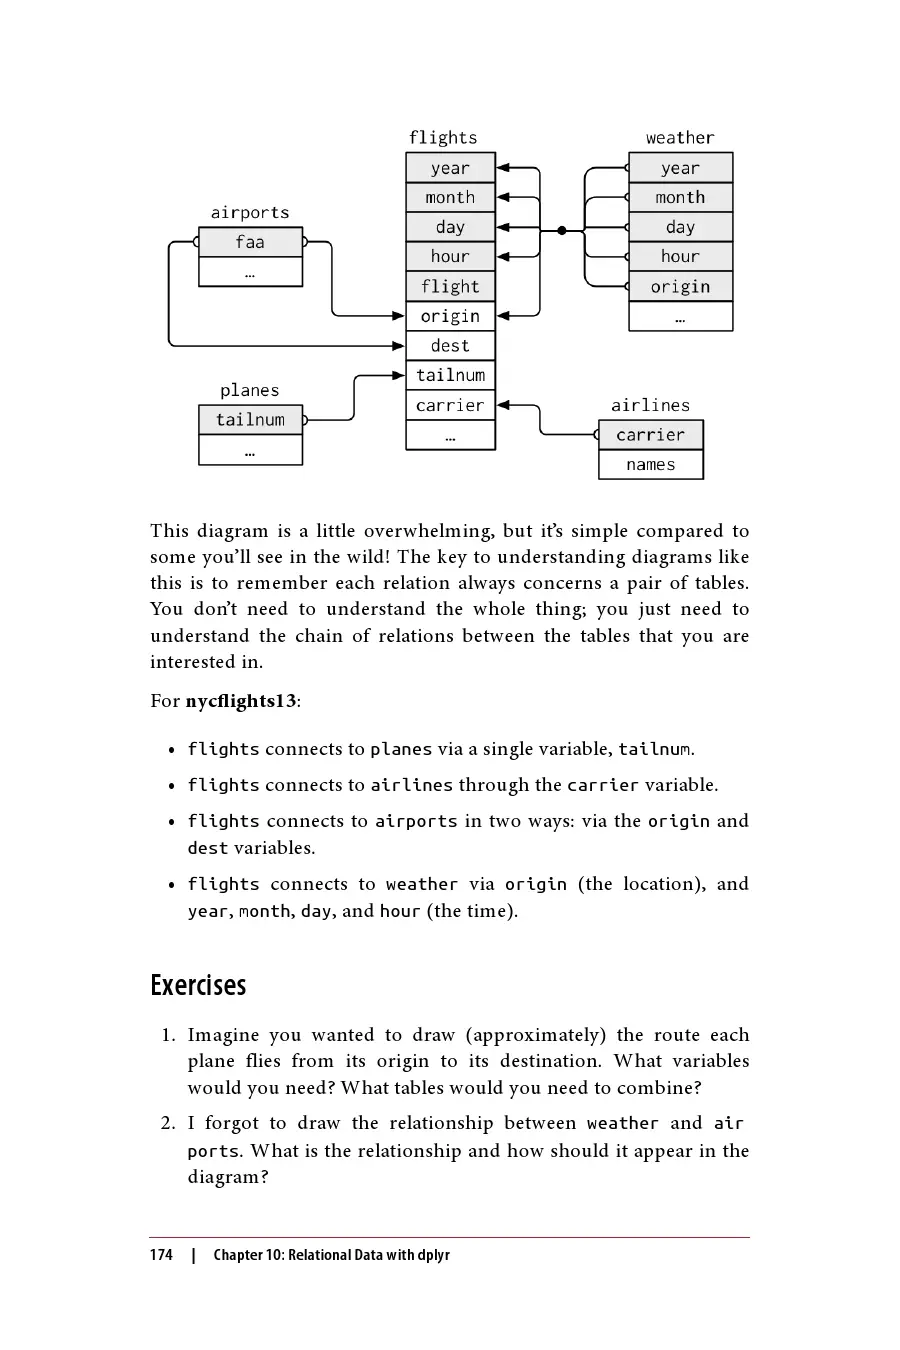 flights
weather
year
year
month
month
airports
day
day
faa
hour
hour
…
flight
origin
origin
…
dest
planes
tailnum
tailnum
carrier
airlines
…
…
carrier
names
This diagram is a little overwhelming, but it’s simple compared to
some you’ll see in the wild! The key to understanding diagrams like
this is to remember each relation always concerns a pair of tables.
You don’t need to understand the whole thing; you just need to
understand the chain of relations between the tables that you are
interested in.
For nycflights13:
• flights connects to planes via a single variable, tailnum.
• flights connects to airlines through the carrier variable.
• flights connects to airports in two ways: via the origin and
dest variables.
• flights connects to weather via origin (the location), and
year, month, day, and hour (the time).
Exercises
1. Imagine you wanted to draw (approximately) the route each
plane flies from its origin to its destination. What variables
would you need? What tables would you need to combine?
2. I forgot to draw the relationship between weather and air
ports. What is the relationship and how should it appear in the
diagram?
174 | Chapter 10: Relational Data with dplyr